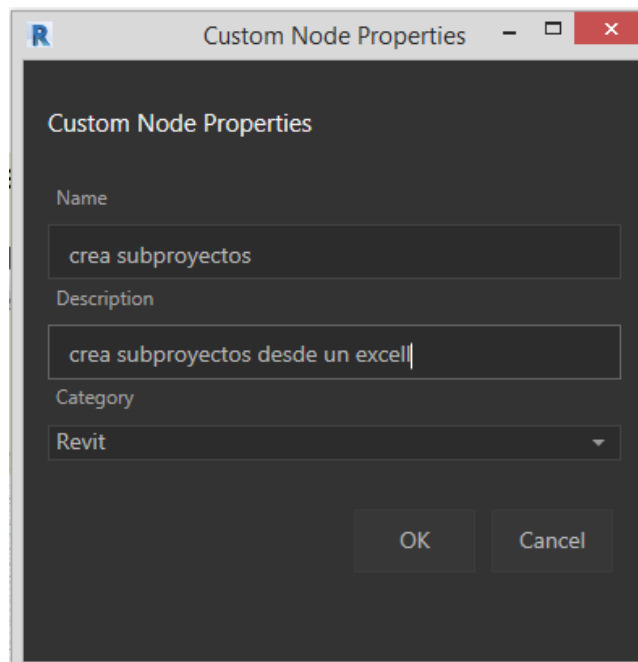 Custom Node Properties
Custom Node Properties
Name
crea subproyectos
Description
crea subproyectos desde un excell
Category
Revit
OK Cancel